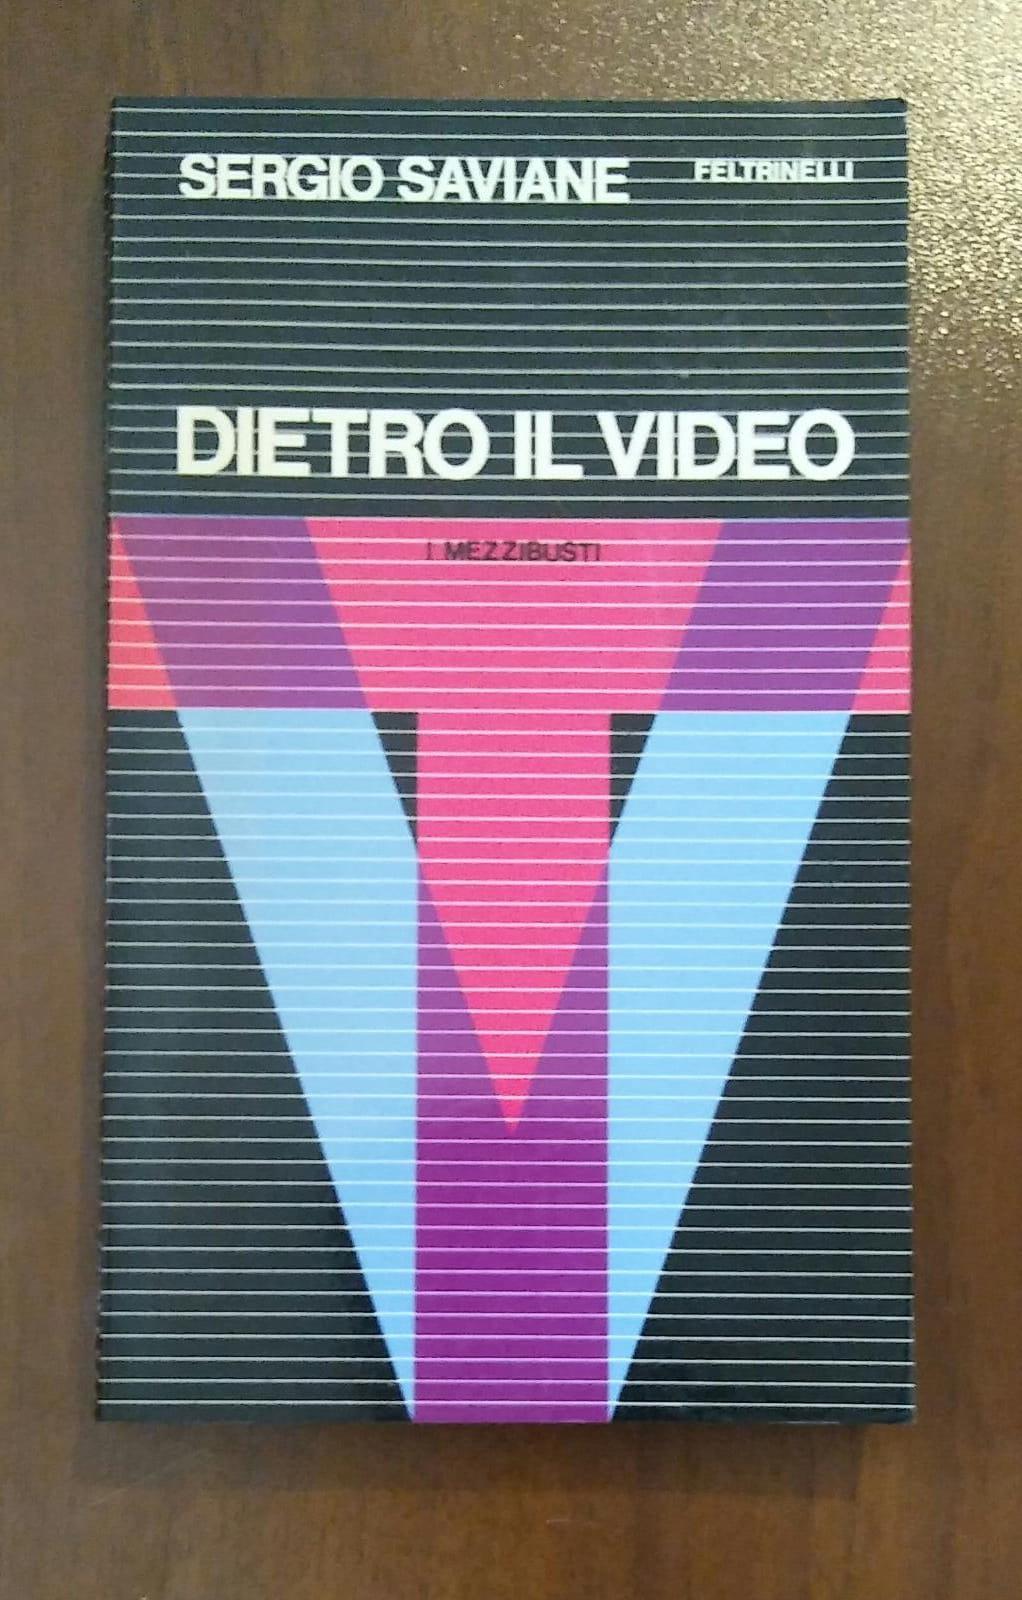 SERGIO SAVIANE
FELTRINELLI
DIETRO IL VIDEO
I MEZZIBUSTI